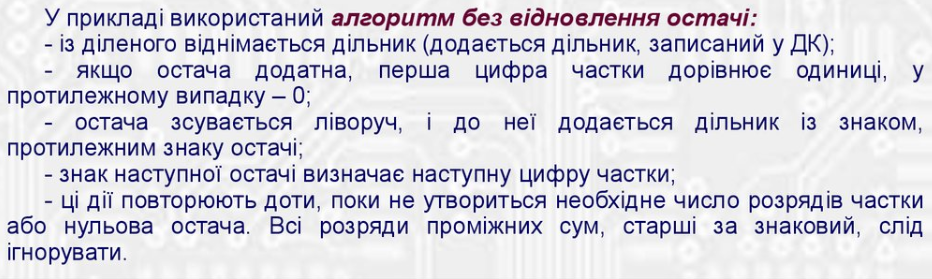 У прикладі використаний алгоритм без відновлення остачі:
- із діленого віднімається дільник (додається дільник, записаний у ДК);
- якщо остача додатна, перша цифра частки дорівнює одиниці, у
протилежному випадку – 0;
- остача зсувається ліворуч, і до неї додається дільник із знаком,
протилежним знаку остачі;
- знак наступної остачі визначає наступну цифру частки;
- ці дії повторюють доти, поки не утвориться необхідне число розрядів частки
або нульова остача. Всі розряди проміжних сум, старші за знаковий, слід
ігнорувати.